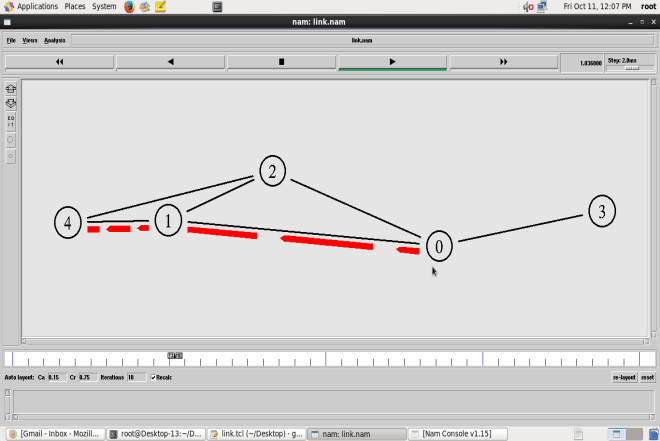 Applications Places System
Fri Oct 11, 12:07 PM root
nam: link.nam
File Views Analysis link.nam
1.036000 Step: 2.0ms
EDIT
2
3
4 1
0
Auto layout: Ca 0.15 Cr 0.75 Iterations 10 Recalc re-layout reset
[Gmail - Inbox - Mozill... root@Desktop-13:~/D... link.tcl (~/Desktop) - g... nam: link.nam [Nam Console v1.15]